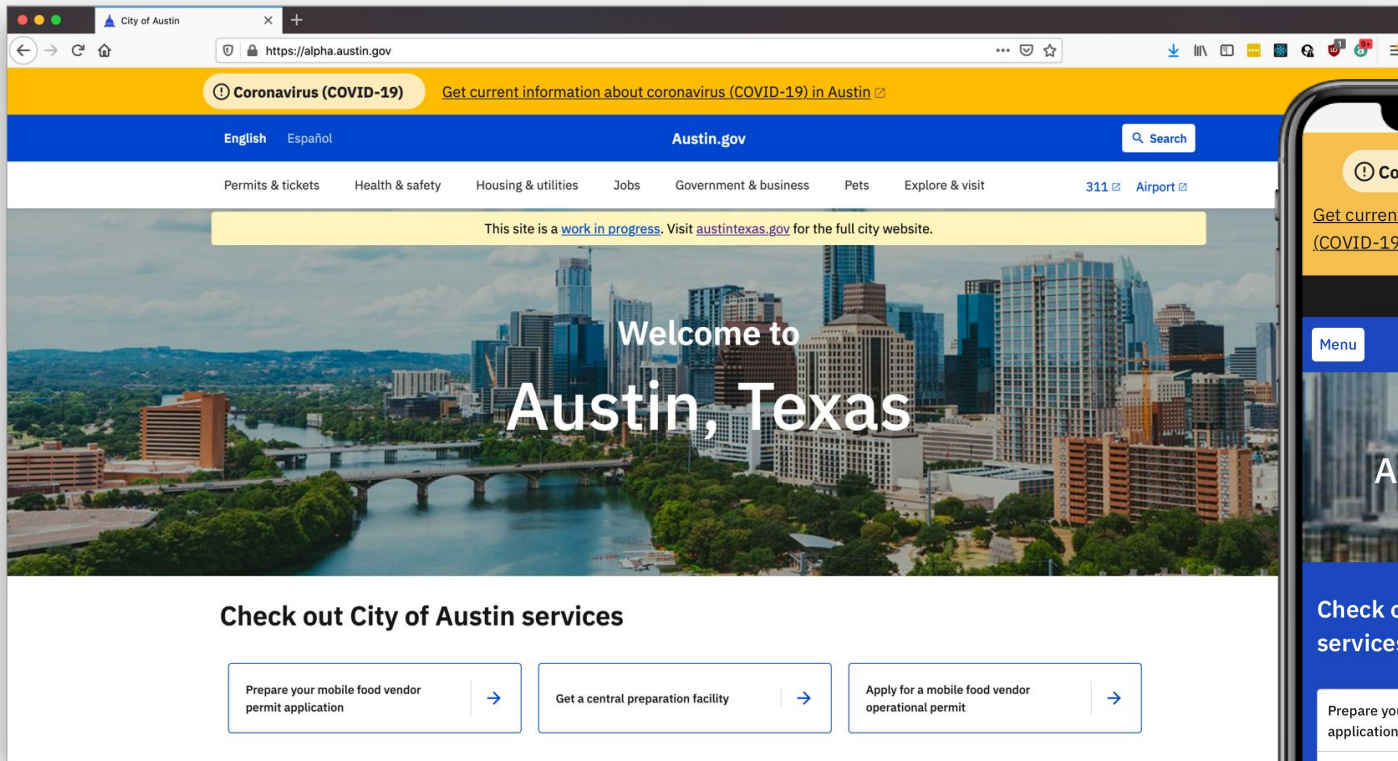 City of Austin
https://alpha.austin.gov
1
9+
Coronavirus (COVID-19)
Get current information about coronavirus (COVID-19) in Austin
English Español
Austin.gov
Search
Permits & tickets Health & safety Housing & utilities Jobs Government & business Pets Explore & visit
311 Airport
This site is a work in progress. Visit austintexas.gov for the full city website.
Welcome to
Austin, Texas
Check out City of Austin services
Prepare your mobile food vendor
permit application
Get a central preparation facility
Apply for a mobile food vendor
operational permit
Co
Get curren
(COVID-19
Menu
A
Check o
services
Prepare you
application